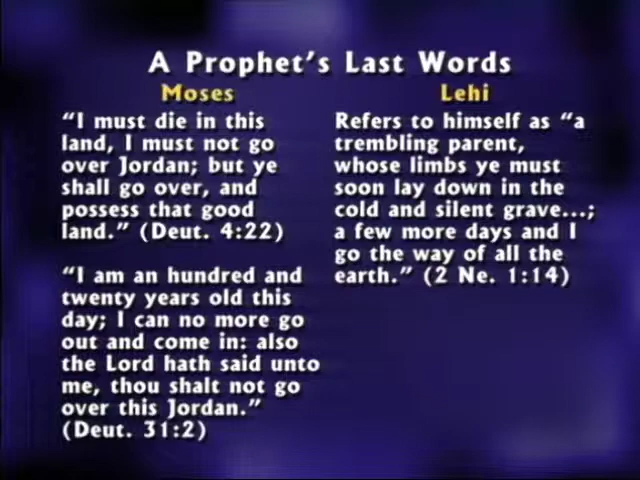 A Prophet's Last Words
Moses
"I must die in this
land, I must not go
over Jordan; but ye
shall go over, and
possess that good
land." (Deut. 4:22)
"I am an hundred and
twenty years old this
day; I can no more go
out and come in: also
the Lord hath said unto
me, thou shalt not go
over this Jordan."
(Deut. 31:2)
Lehi
Refers to himself as "a
trembling parent,
whose limbs ye must
soon lay down in the
cold and silent grave...;
a few more days and I
go the way of all the
earth." (2 Ne. 1:14)